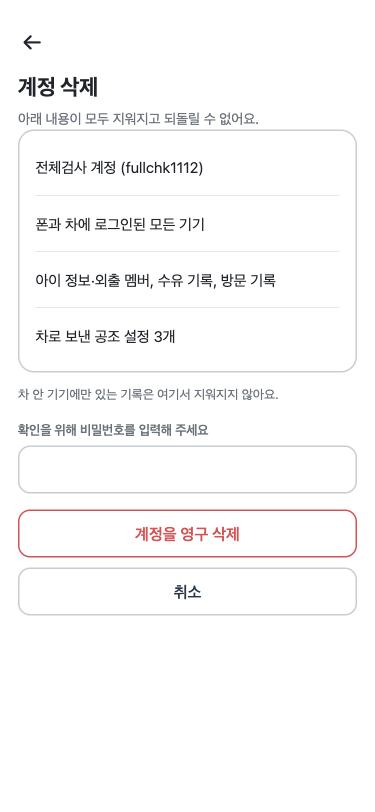 계정 삭제
아래 내용이 모두 지워지고 되돌릴 수 없어요.
전체검사 계정 (fullchk1112)
폰과 차에 로그인된 모든 기기
아이 정보·외출 멤버, 수유 기록, 방문 기록
차로 보낸 공조 설정 3개
차 안 기기에만 있는 기록은 여기서 지워지지 않아요.
확인을 위해 비밀번호를 입력해 주세요
계정을 영구 삭제
취소